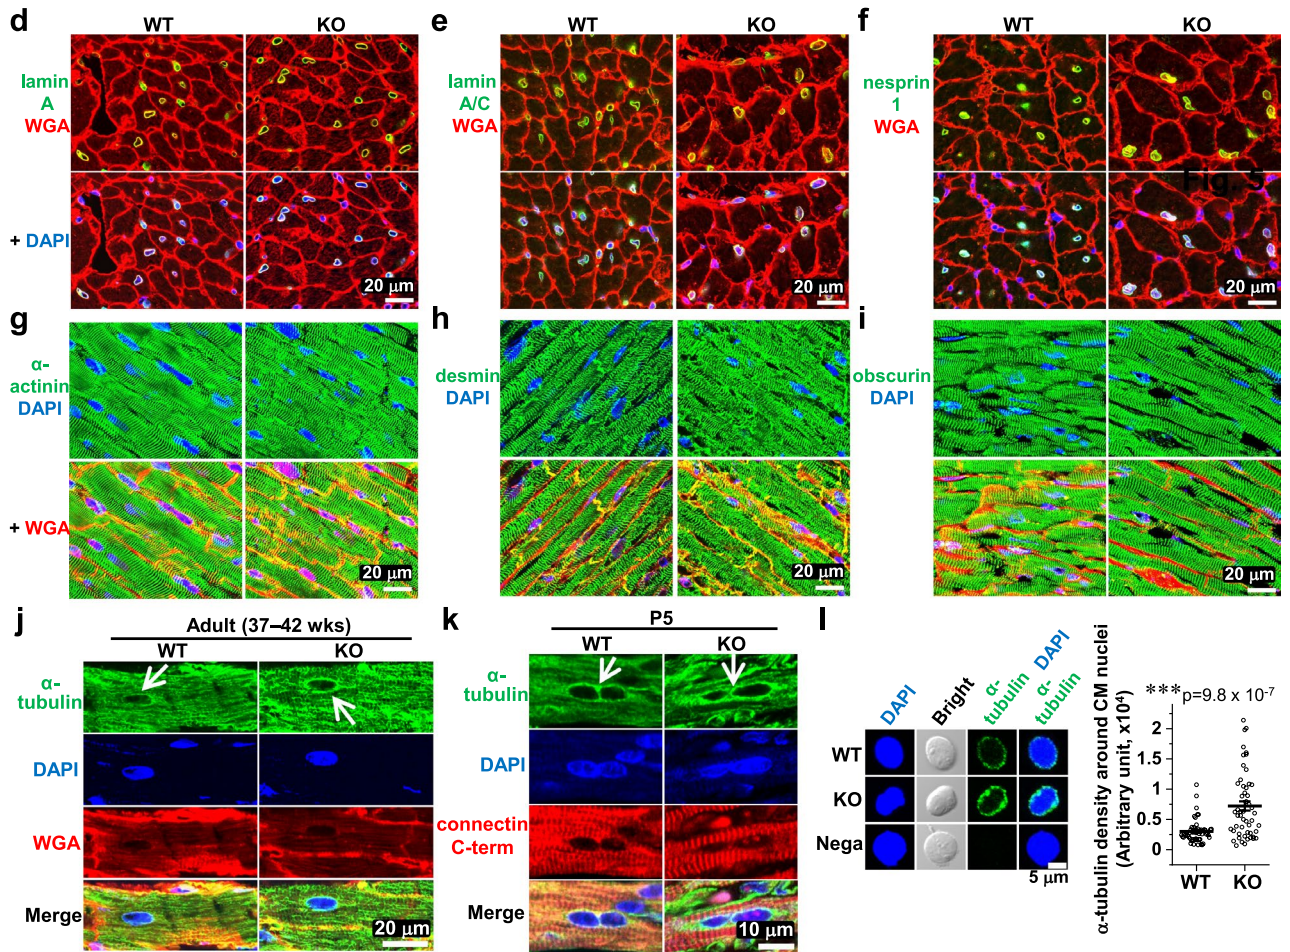 d
WT
KO
lamin
A
WGA
+ DAPI
20 μm
e
WT
KO
lamin
A/C
WGA
20 μm
f
WT
KO
nesprin
1
WGA
Fig. 3
20 μm
g
α-
actinin
DAPI
+ WGA
20 μm
h
desmin
DAPI
20 μm
i
obscurin
DAPI
20 μm
j
Adult (37–42 wks)
WT
KO
α-
tubulin
DAPI
WGA
Merge
20 μm
k
P5
WT
KO
α-
tubulin
DAPI
connectin
C-term
Merge
10 μm
l
DAPI
Bright
α-
tubulin
DAPI
α-
tubulin
WT
KO
Nega
5 μm
α-tubulin density around CM nuclei
(Arbitrary unit, x10⁴)
***p=9.8 x 10⁻⁷
2
1.5
1
0.5
0
WT
KO